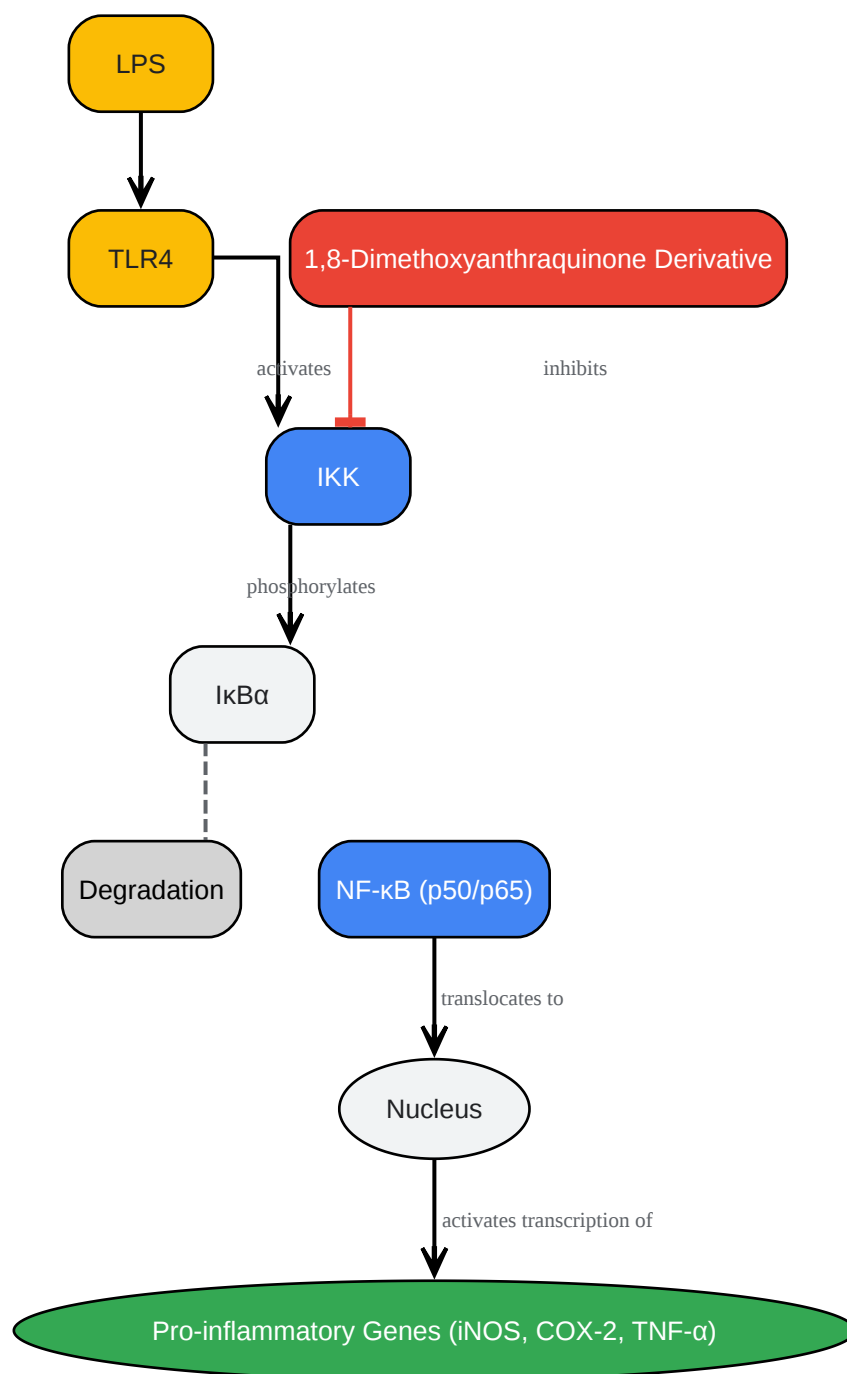 LPS
TLR4
1,8-Dimethoxyanthraquinone Derivative
activates
inhibits
IKK
phosphorylates
IκBα
Degradation
NF-κB (p50/p65)
translocates to
Nucleus
activates transcription of
Pro-inflammatory Genes (iNOS, COX-2, TNF-α)